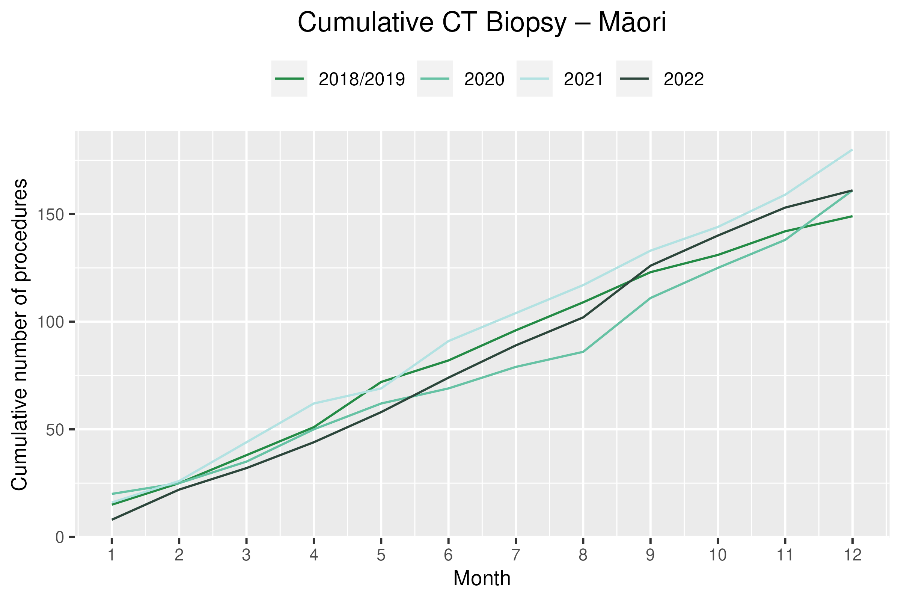 Cumulative CT Biopsy – Māori
2018/2019 2020 2021 2022
Cumulative number of procedures
150
100
50
0
1 2 3 4 5 6 7 8 9 10 11 12
Month